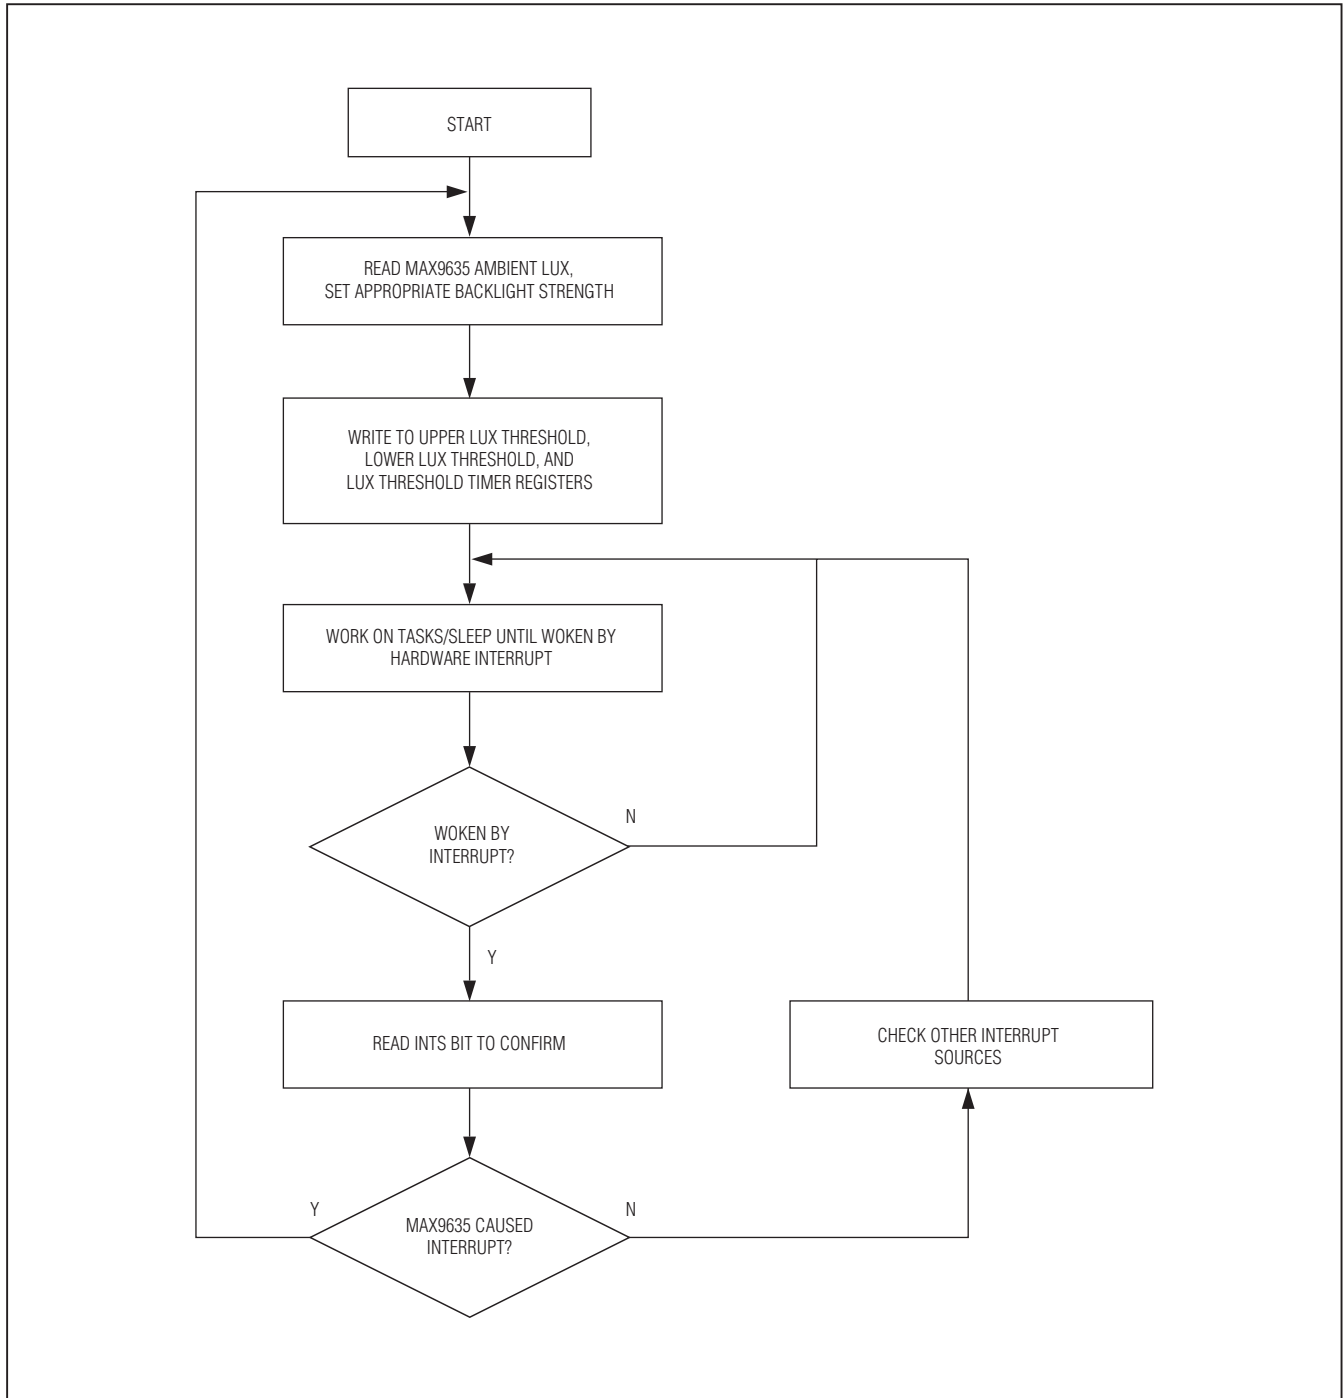 START
READ MAX9635 AMBIENT LUX,
SET APPROPRIATE BACKLIGHT STRENGTH
WRITE TO UPPER LUX THRESHOLD,
LOWER LUX THRESHOLD, AND
LUX THRESHOLD TIMER REGISTERS
WORK ON TASKS/SLEEP UNTIL WOKEN BY
HARDWARE INTERRUPT
WOKEN BY
INTERRUPT?
N
Y
READ INTS BIT TO CONFIRM
CHECK OTHER INTERRUPT
SOURCES
Y
MAX9635 CAUSED
INTERRUPT?
N